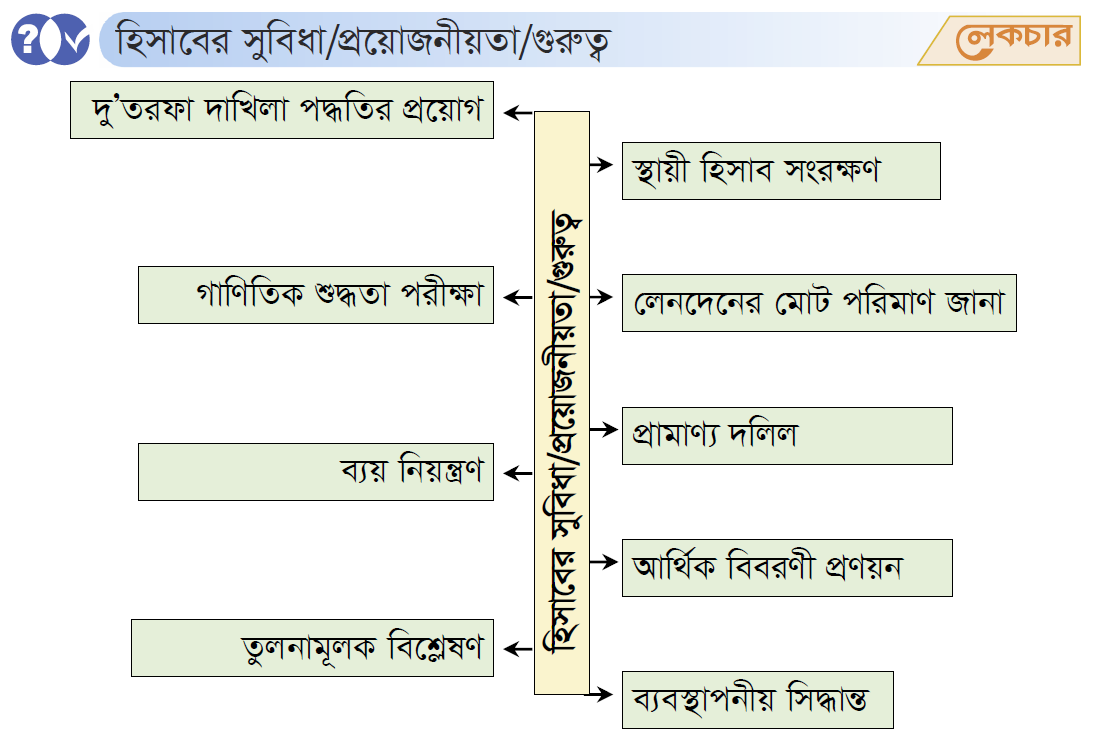 ?
হিসাবের সুবিধা/প্রয়োজনীয়তা/গুরুত্ব
লেকচার
দু’তরফা দাখিলা পদ্ধতির প্রয়োগ
স্থায়ী হিসাব সংরক্ষণ
গাণিতিক শুদ্ধতা পরীক্ষা
লেনদেনের মোট পরিমাণ জানা
হিসাবের সুবিধা/প্রয়োজনীয়তা/গুরুত্ব
প্রামাণ্য দলিল
ব্যয় নিয়ন্ত্রণ
আর্থিক বিবরণী প্রণয়ন
তুলনামূলক বিশ্লেষণ
ব্যবস্থাপনীয় সিদ্ধান্ত